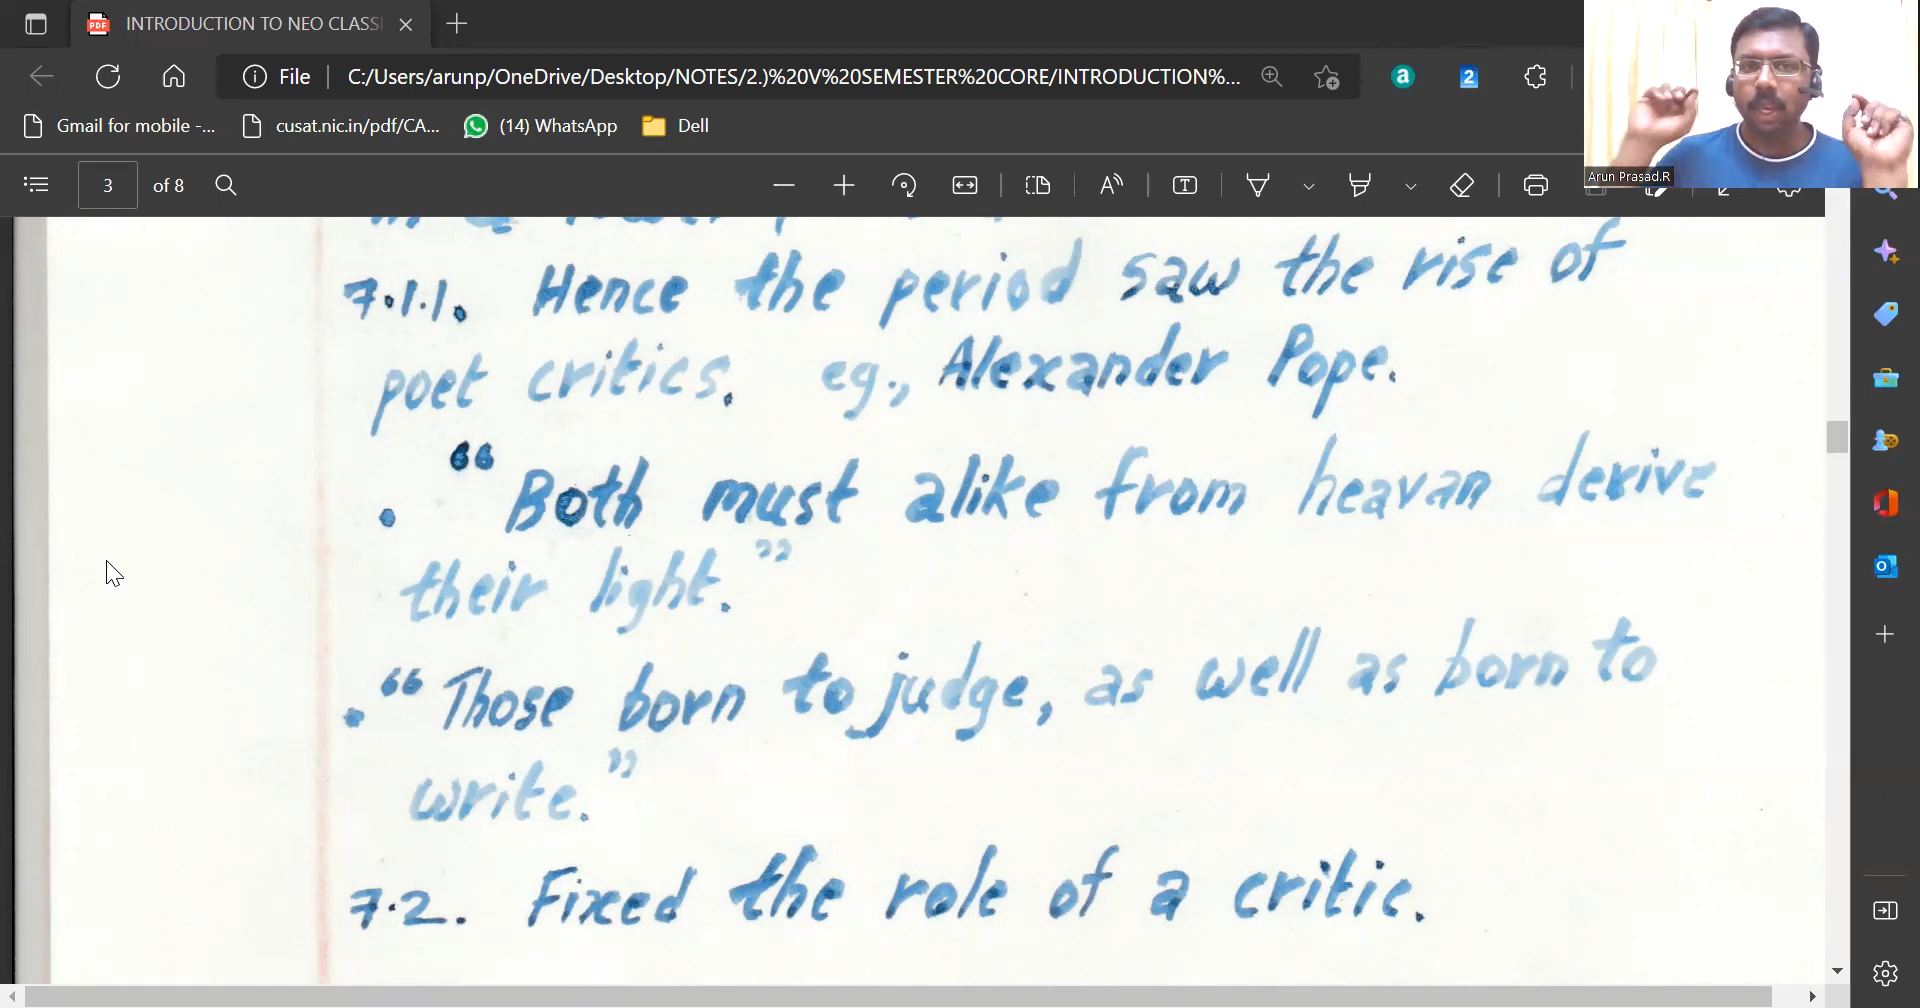 INTRODUCTION TO NEO CLASSI
File
C:/Users/arunp/OneDrive/Desktop/NOTES/2.)%20V%20SEMESTER%20CORE/INTRODUCTION%...
a
2
Gmail for mobile -...
cusat.nic.in/pdf/CA...
(14) WhatsApp
Dell
Arun Prasad.R
3 of 8
7.1.1. Hence the period saw the rise of
poet critics. eg., Alexander Pope.
. "Both must alike from heavan derive
their light."
. "Those born to judge, as well as born to
write."
7.2. Fixed the role of a critic.